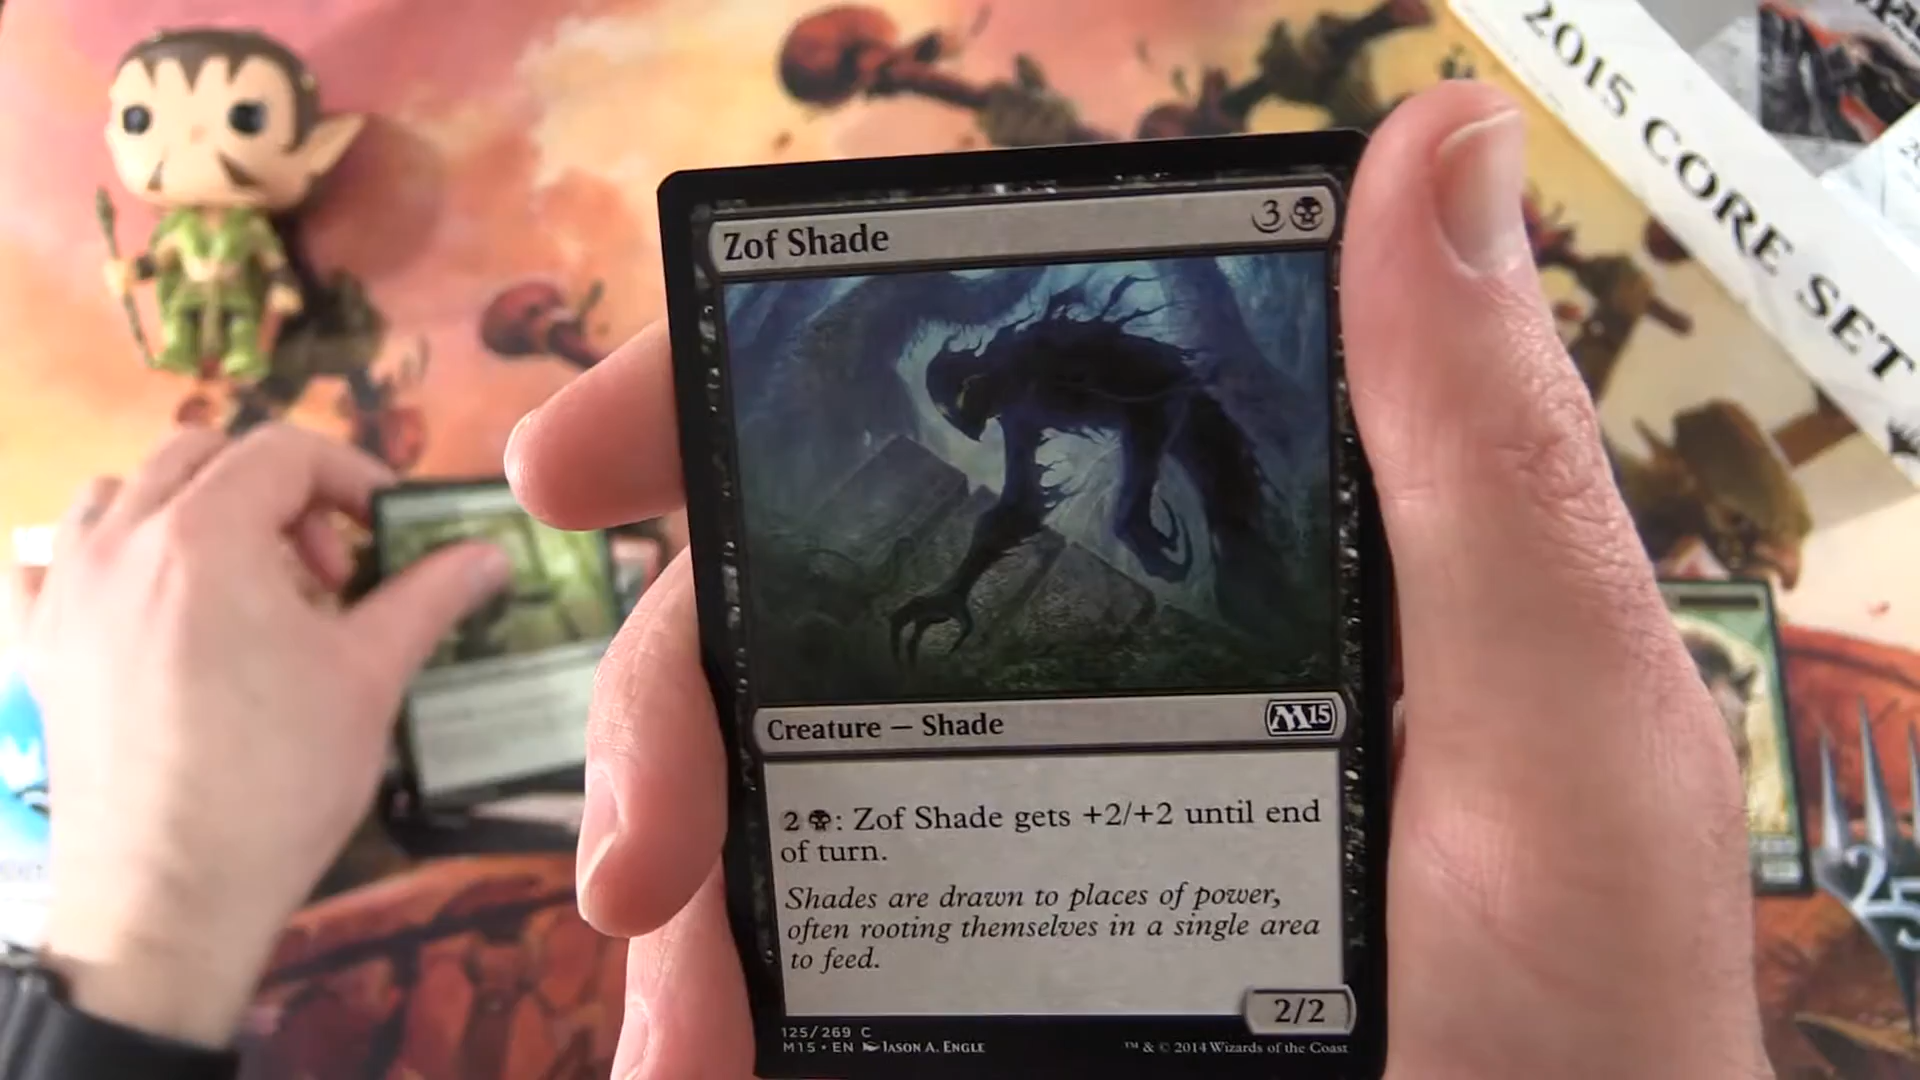 2015 CORE SET
Zof Shade
3
Creature — Shade
M15
2 : Zof Shade gets +2/+2 until end
of turn.
Shades are drawn to places of power,
often rooting themselves in a single area
to feed.
2/2
125/269 C
M15 • EN JASON A. ENGLE
™ & © 2014 Wizards of the Coast
25